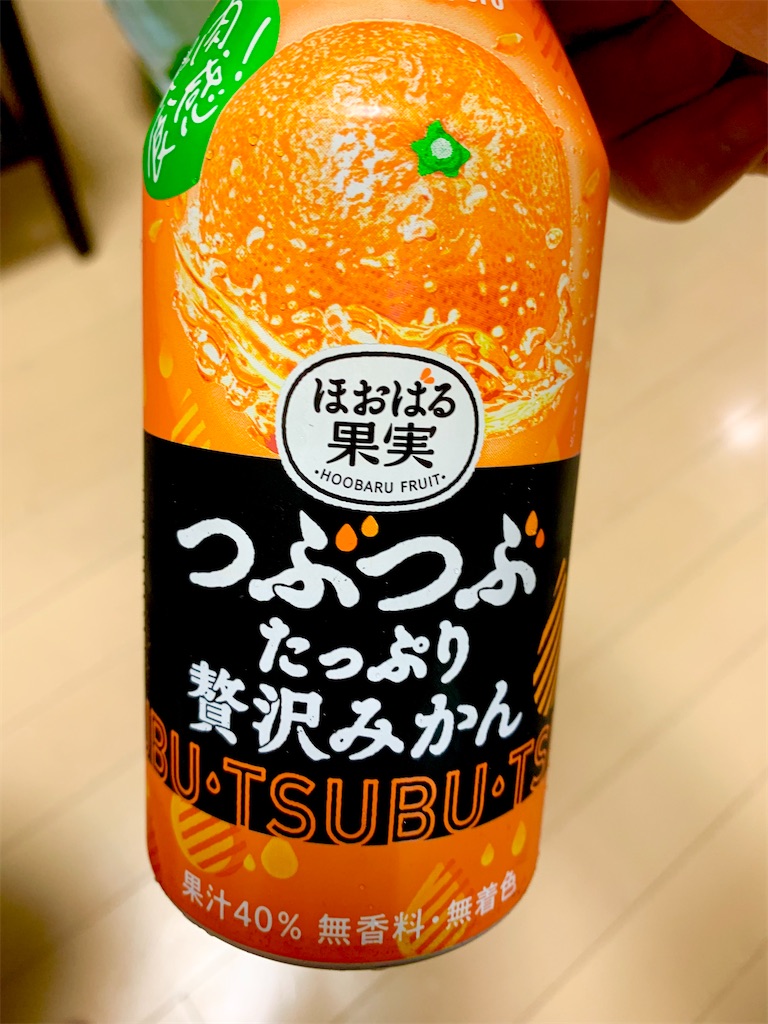 ほおばる
果実
・HOOBARU FRUIT・
つぶつぶ
たっぷり
贅沢みかん
BU・TSUBU・TS
果汁40% 無香料・無着色